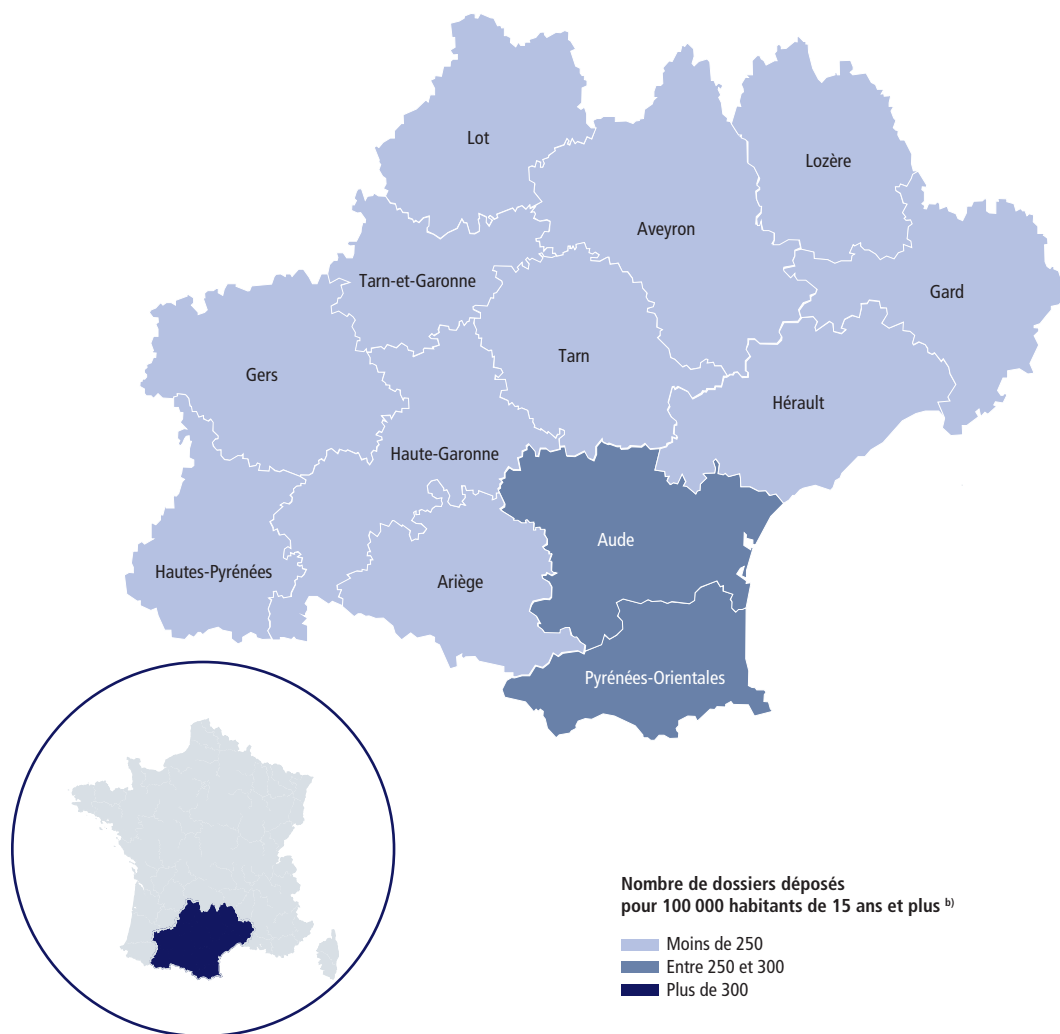 Lot
Lozère
Aveyron
Tarn-et-Garonne
Gard
Tarn
Gers
Hérault
Haute-Garonne
Aude
Hautes-Pyrénées
Ariège
Pyrénées-Orientales
Nombre de dossiers déposés
pour 100 000 habitants de 15 ans et plus b)
Moins de 250
Entre 250 et 300
Plus de 300